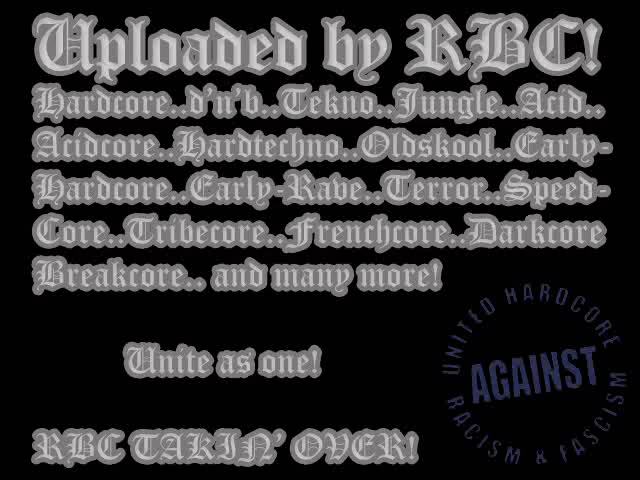 Uploaded by RBC!
Hardcore..d'n'b..Tekno..Jungle..Acid..
Acidcore..Hardtechno..Oldskool..Early-
Hardcore..Early-Rave..Terror..Speed-
Core..Tribecore..Frenchcore..Darkcore
Breakcore.. and many more!
UNITED HARDCORE
AGAINST
RACISM & FASCISM
Unite as one!
RBC TAKIN' OVER!